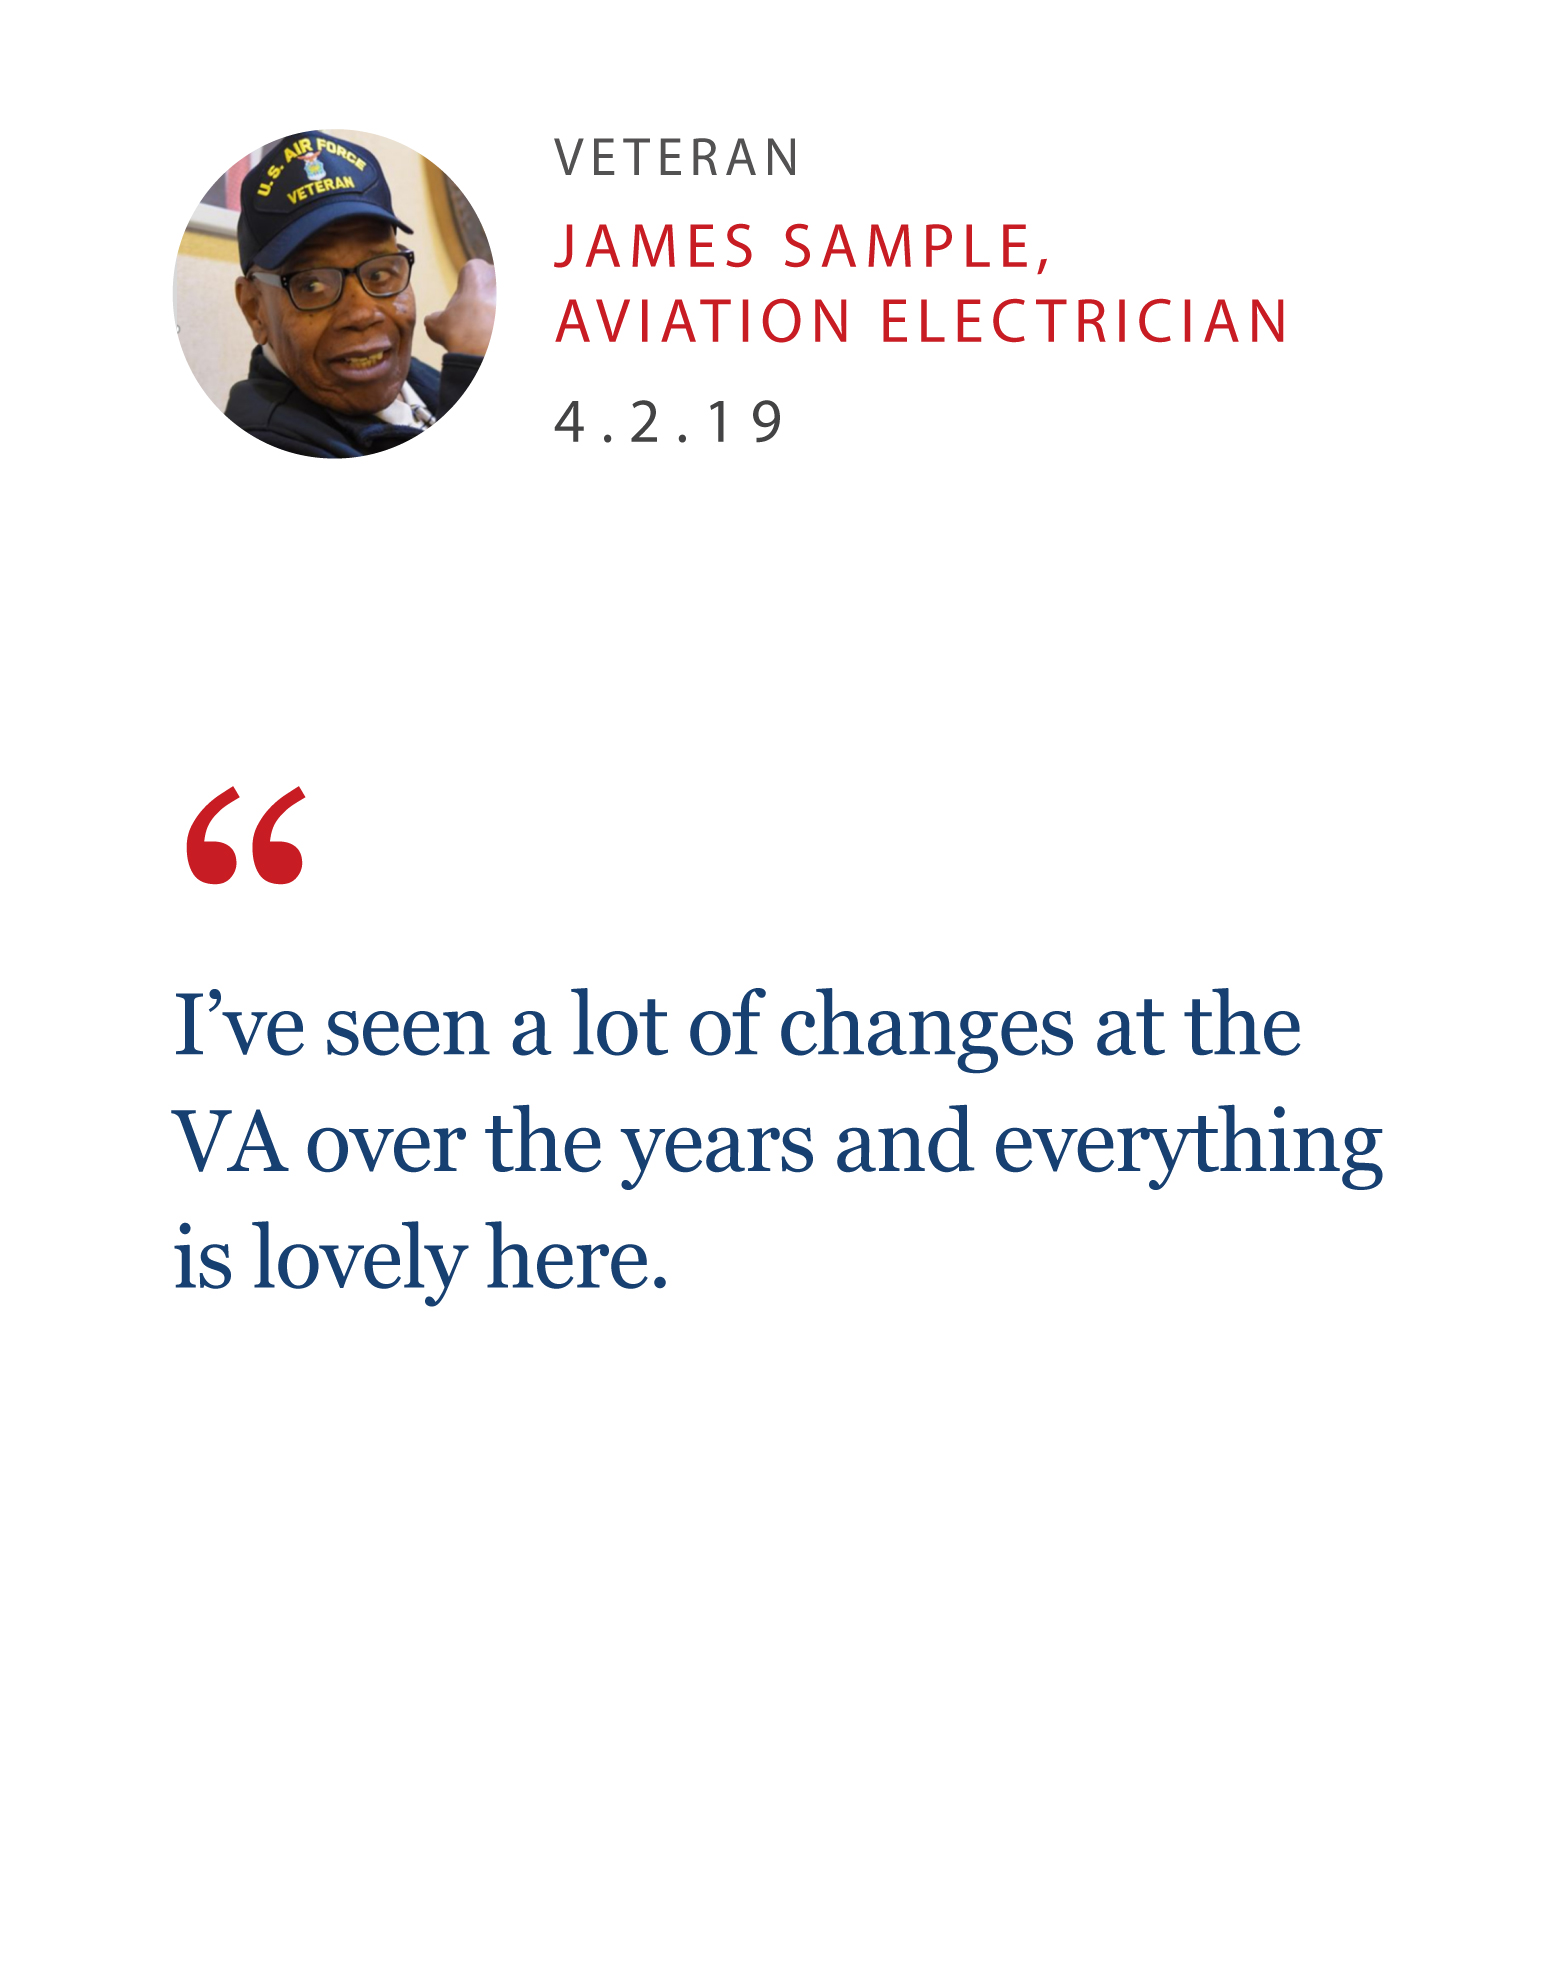 U.S. AIR FORCE
VETERAN
VETERAN
JAMES SAMPLE,
AVIATION ELECTRICIAN
4.2.19
“
I’ve seen a lot of changes at the
VA over the years and everything
is lovely here.